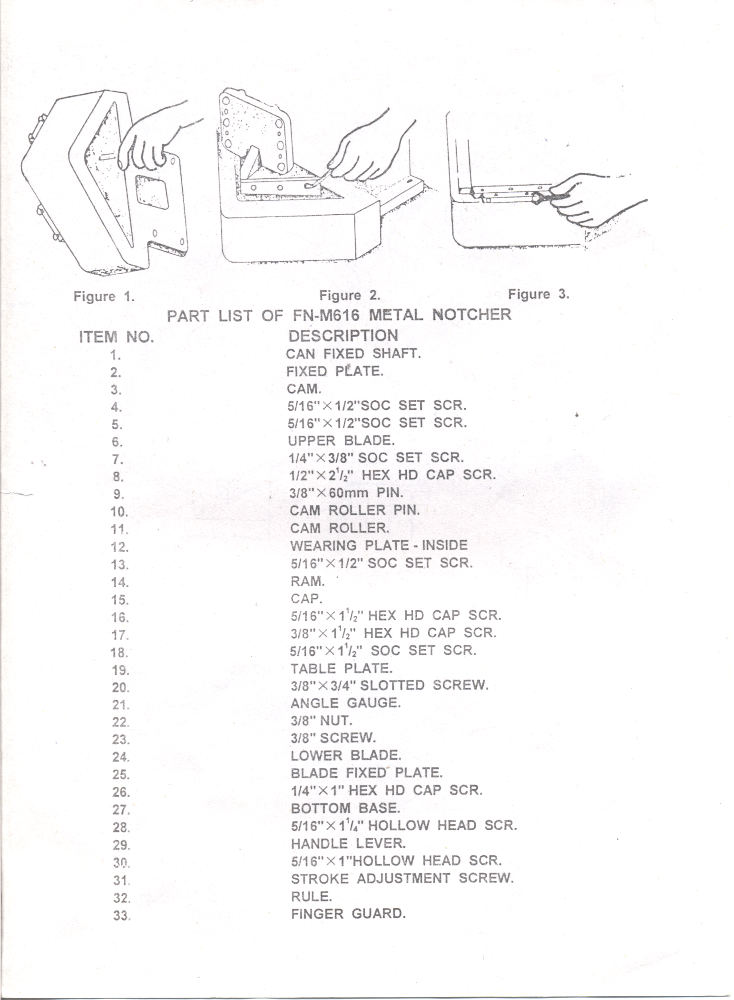 Figure 1.
Figure 2.
Figure 3.
PART LIST OF FN-M616 METAL NOTCHER
ITEM NO. DESCRIPTION
1. CAN FIXED SHAFT.
2. FIXED PLATE.
3. CAM.
4. 5/16"×1/2"SOC SET SCR.
5. 5/16"×1/2"SOC SET SCR.
6. UPPER BLADE.
7. 1/4"×3/8" SOC SET SCR.
8. 1/2"×2 1/2" HEX HD CAP SCR.
9. 3/8"×60mm PIN.
10. CAM ROLLER PIN.
11. CAM ROLLER.
12. WEARING PLATE - INSIDE
13. 5/16"×1/2" SOC SET SCR.
14. RAM.
15. CAP.
16. 5/16"×1 1/2" HEX HD CAP SCR.
17. 3/8"×1 1/2" HEX HD CAP SCR.
18. 5/16"×1 1/2" SOC SET SCR.
19. TABLE PLATE.
20. 3/8"×3/4" SLOTTED SCREW.
21. ANGLE GAUGE.
22. 3/8" NUT.
23. 3/8" SCREW.
24. LOWER BLADE.
25. BLADE FIXED PLATE.
26. 1/4"×1" HEX HD CAP SCR.
27. BOTTOM BASE.
28. 5/16"×1 1/4" HOLLOW HEAD SCR.
29. HANDLE LEVER.
30. 5/16"×1"HOLLOW HEAD SCR.
31. STROKE ADJUSTMENT SCREW.
32. RULE.
33. FINGER GUARD.